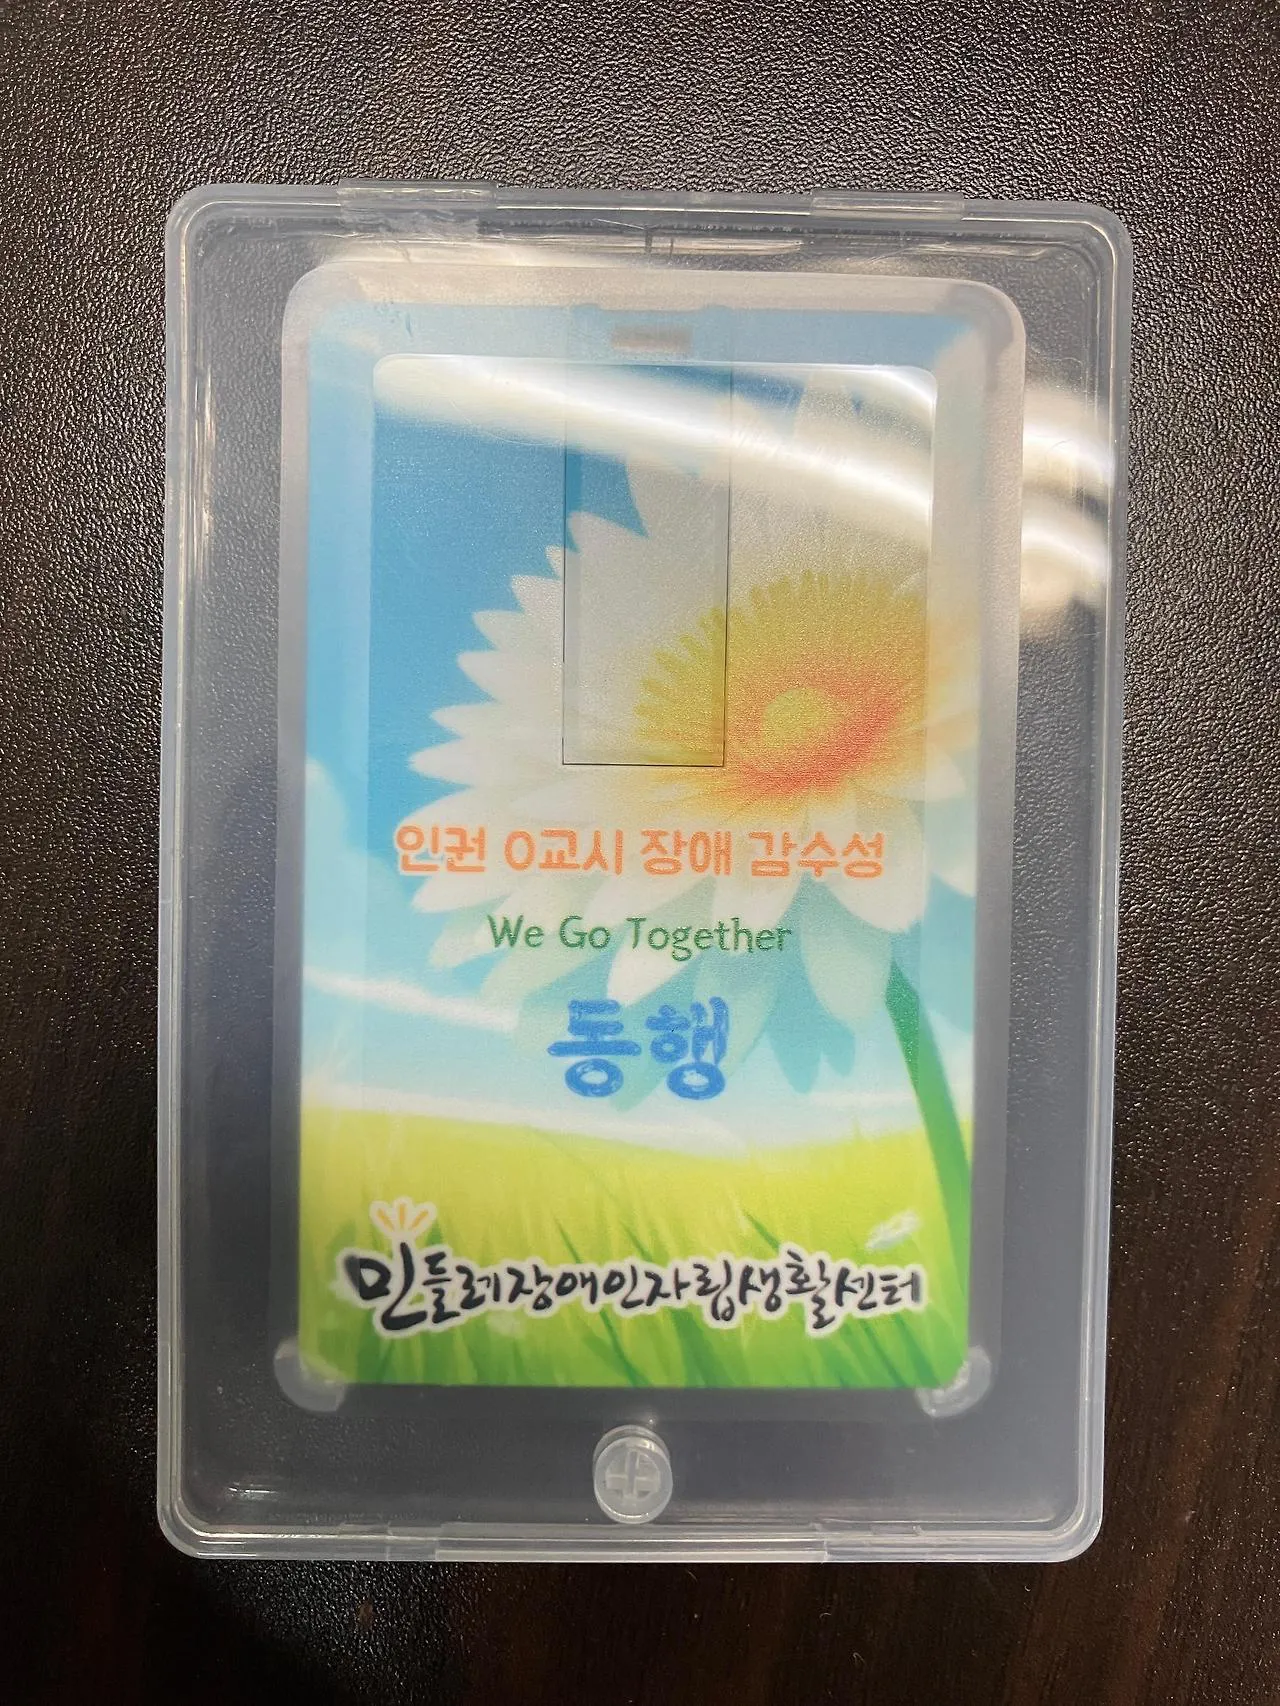 인권 0교시 장애 감수성
We Go Together
동행
민들레장애인자립생활센터